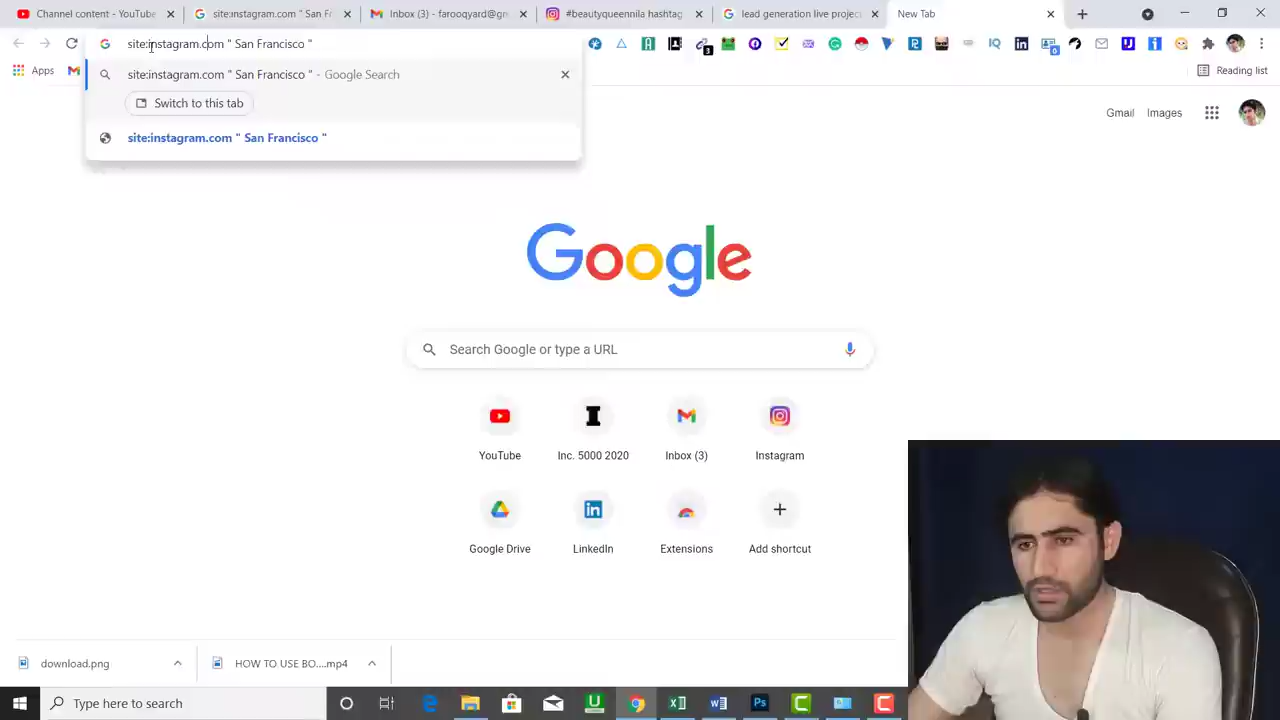 Channel content - YouTube
site:instagram.com "San F
Inbox (3) - farooqyard@gr
#beautyqueennila hashtag
lead generation live projec
New Tab
site:instagram.com " San Francisco "
site:instagram.com " San Francisco " - Google Search
Switch to this tab
site:instagram.com " San Francisco "
Apps
Reading list
Gmail
Images
Google
Search Google or type a URL
YouTube
Inc. 5000 2020
Inbox (3)
Instagram
Google Drive
LinkedIn
Extensions
Add shortcut
download.png
HOW TO USE BO....mp4
Type here to search